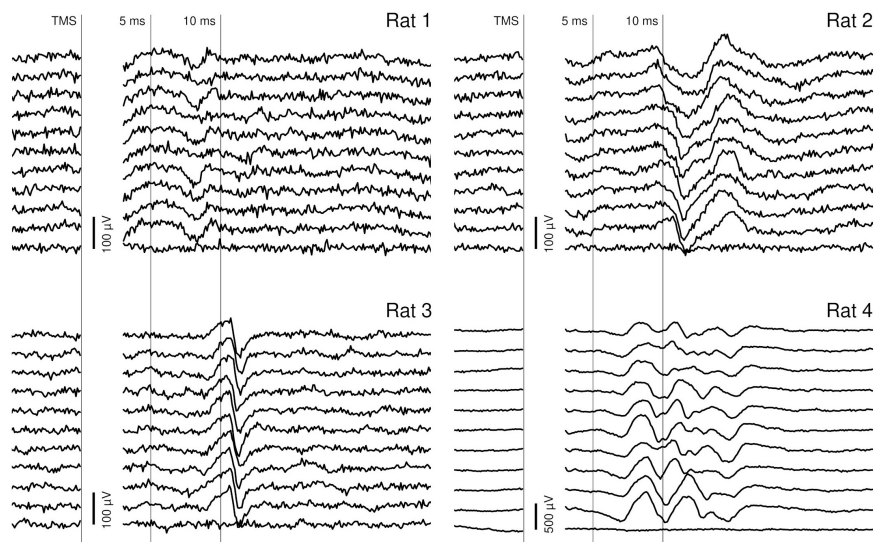 TMS 5 ms 10 ms Rat 1
100 µV
TMS 5 ms 10 ms Rat 2
100 µV
Rat 3
100 µV
Rat 4
500 µV